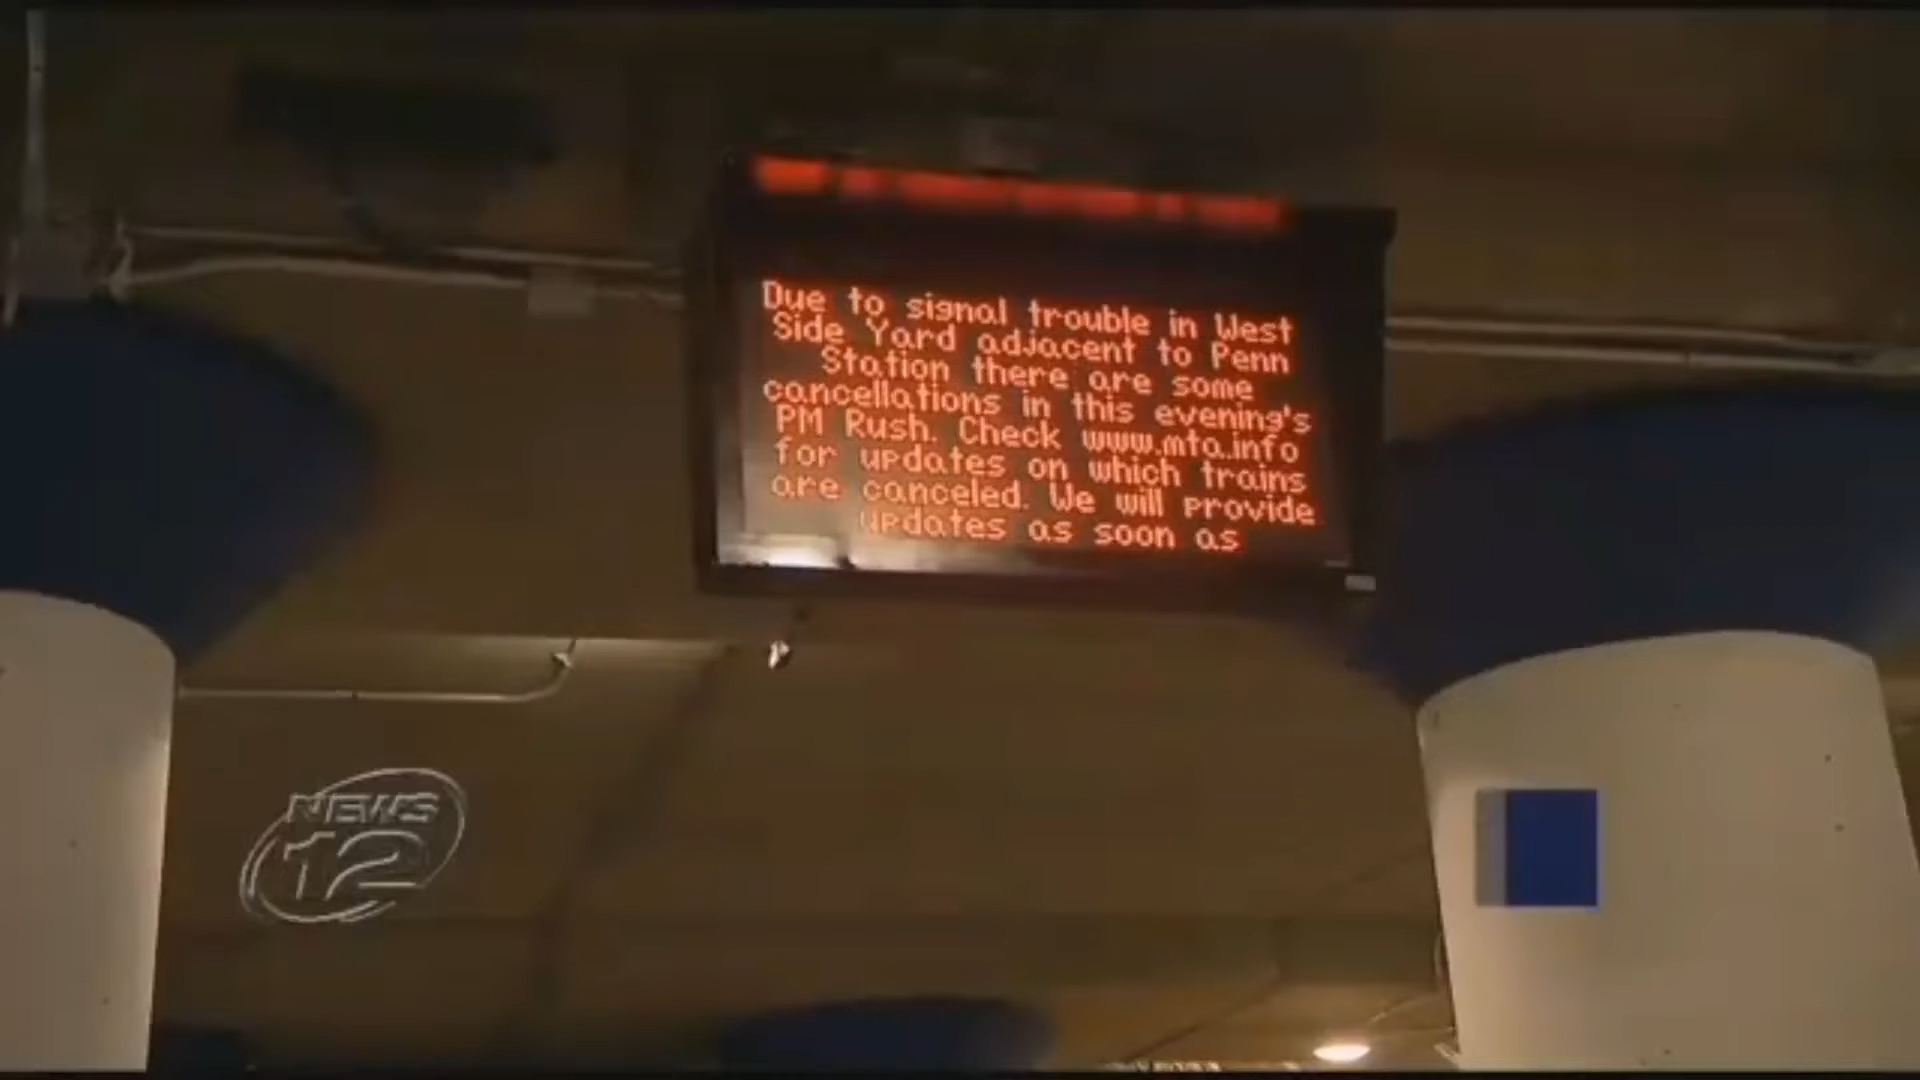 Due to signal trouble in West
Side Yard adjacent to Penn
Station there are some
cancellations in this evening's
PM Rush. Check www.mta.info
for updates on which trains
are canceled. We will provide
updates as soon as
NEWS
12